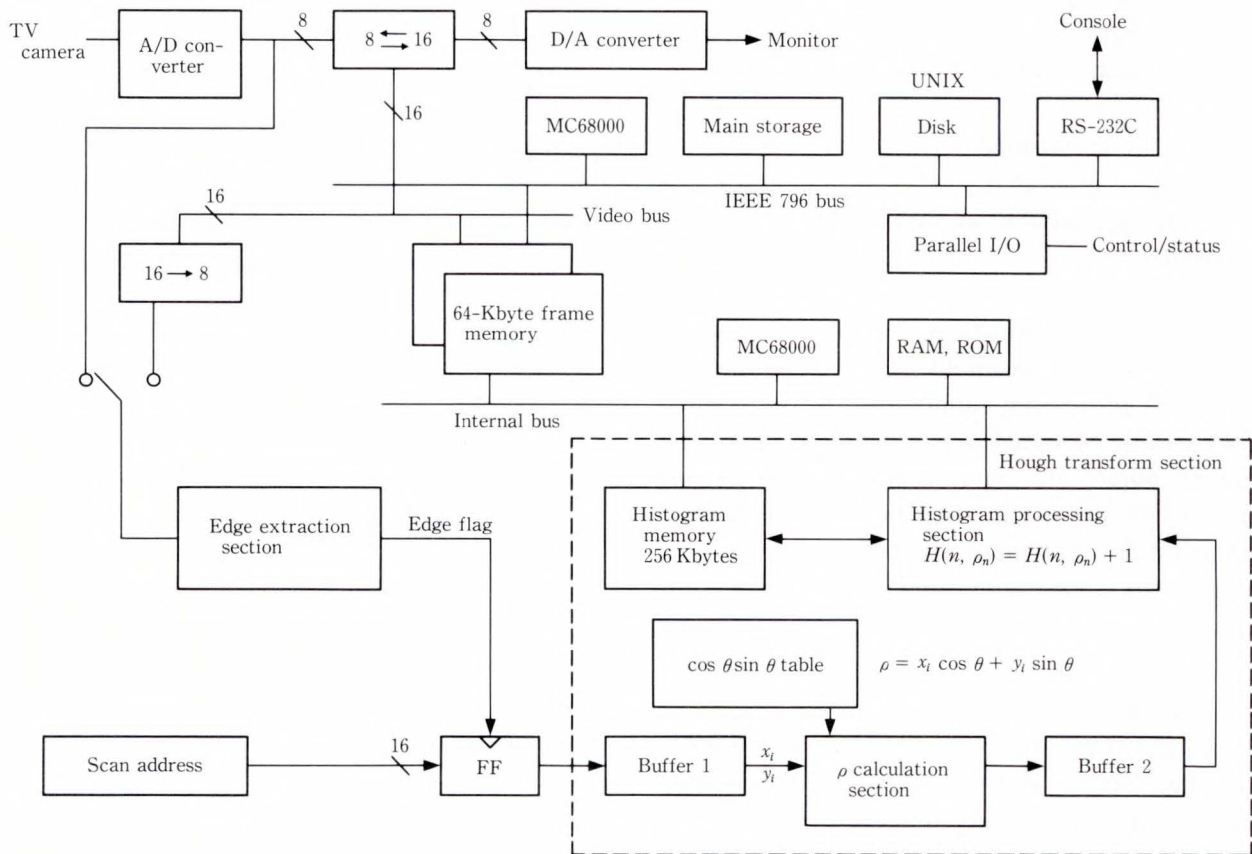 TV
camera
A/D con-
verter
8
8 ⇄ 16
8
D/A converter
Monitor
Console
16
UNIX
MC68000
Main storage
Disk
RS-232C
IEEE 796 bus
16
Video bus
16 → 8
Parallel I/O
Control/status
64-Kbyte frame
memory
MC68000
RAM, ROM
Internal bus
Hough transform section
Edge extraction
section
Edge flag
Histogram
memory
256 Kbytes
Histogram processing
section
H(n, ρn) = H(n, ρn) + 1
cos θ sin θ table
ρ = xi cos θ + yi sin θ
Scan address
16
FF
Buffer 1
xi
yi
ρ calculation
section
Buffer 2